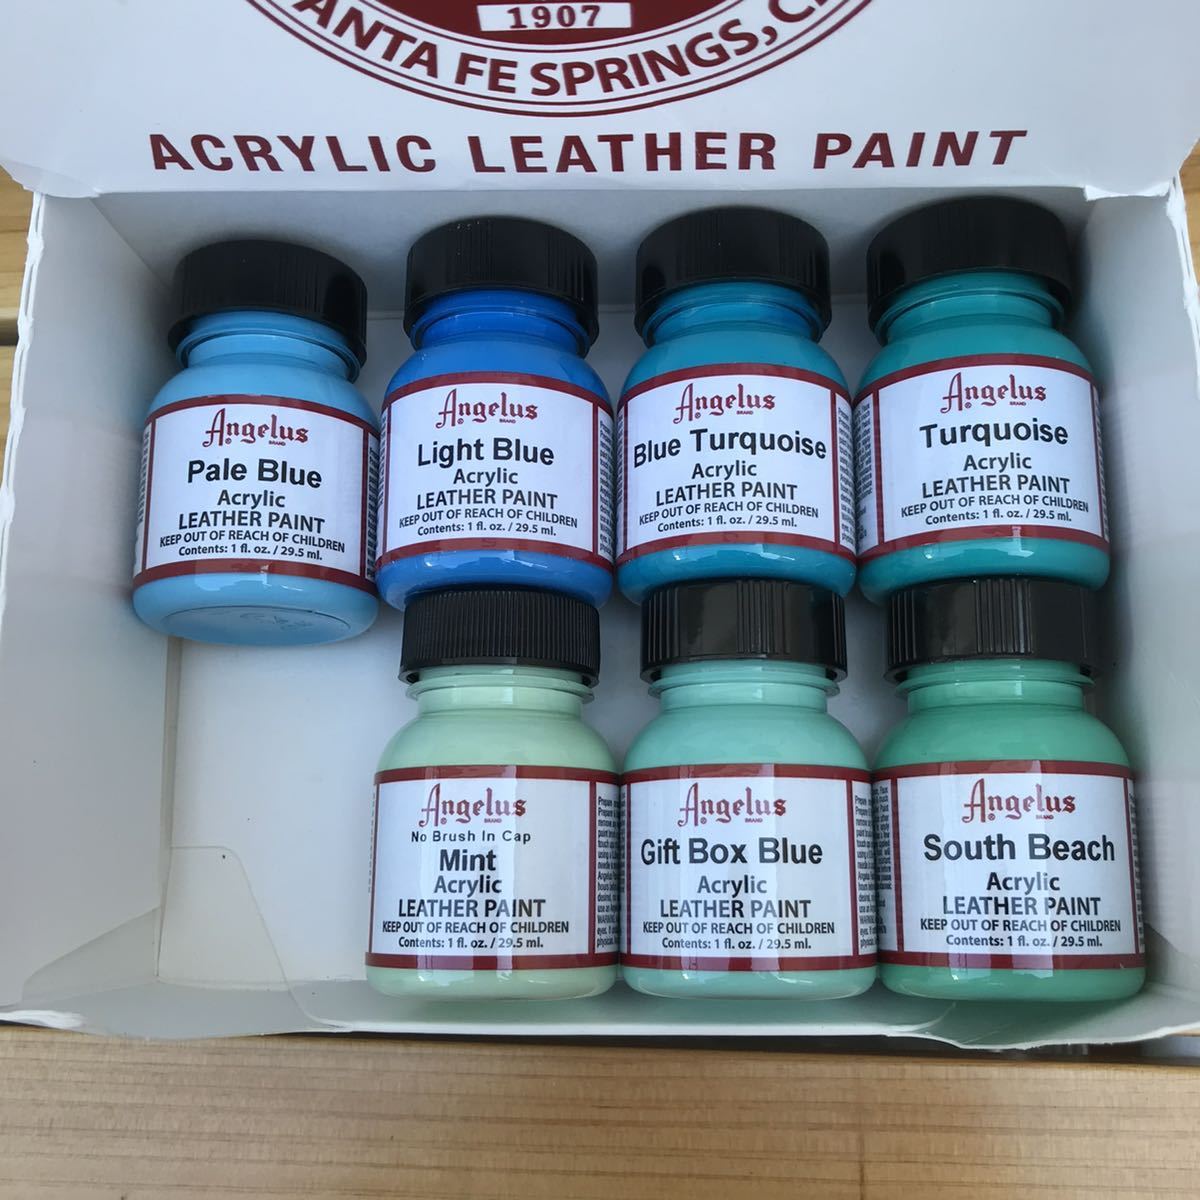 1907
ANTA FE SPRINGS, C
ACRYLIC LEATHER PAINT
Angelus
BRAND
Pale Blue
Acrylic
LEATHER PAINT
KEEP OUT OF REACH OF CHILDREN
Contents: 1 fl. oz. / 29.5 ml.
Angelus
BRAND
Light Blue
Acrylic
LEATHER PAINT
KEEP OUT OF REACH OF CHILDREN
Contents: 1 fl. oz. / 29.5 ml.
Angelus
BRAND
Blue Turquoise
Acrylic
LEATHER PAINT
KEEP OUT OF REACH OF CHILDREN
Contents: 1 fl. oz. / 29.5 ml.
Angelus
BRAND
Turquoise
Acrylic
LEATHER PAINT
KEEP OUT OF REACH OF CHILDREN
Contents: 1 fl. oz. / 29.5 ml.
Angelus
BRAND
No Brush In Cap
Mint
Acrylic
LEATHER PAINT
KEEP OUT OF REACH OF CHILDREN
Contents: 1 fl. oz. / 29.5 ml.
Angelus
BRAND
Gift Box Blue
Acrylic
LEATHER PAINT
KEEP OUT OF REACH OF CHILDREN
Contents: 1 fl. oz. / 29.5 ml.
Angelus
BRAND
South Beach
Acrylic
LEATHER PAINT
KEEP OUT OF REACH OF CHILDREN
Contents: 1 fl. oz. / 29.5 ml.